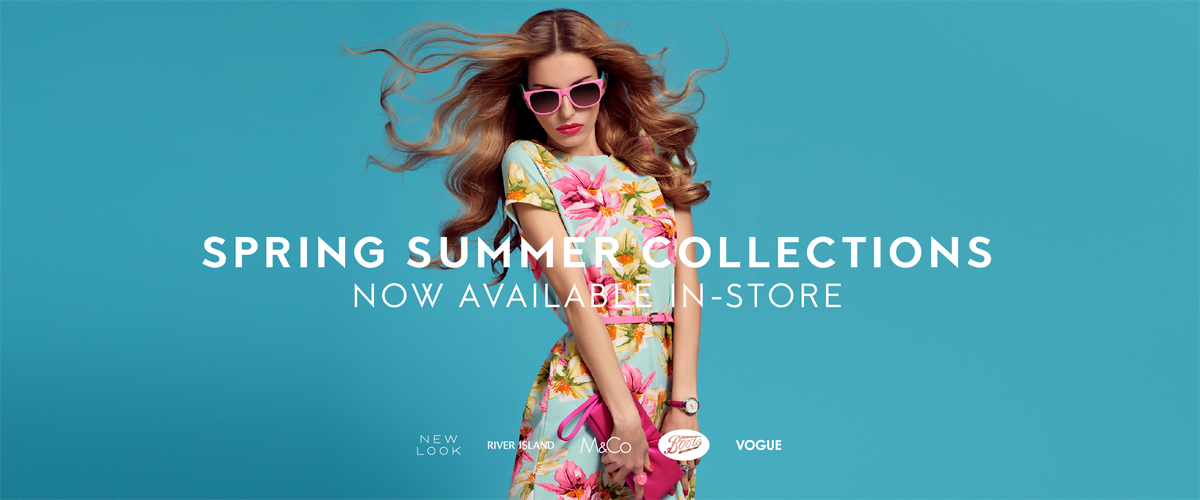 SPRING SUMMER COLLECTIONS
NOW AVAILABLE IN-STORE
NEW
LOOK
RIVER ISLAND
M&Co
Boots
VOGUE